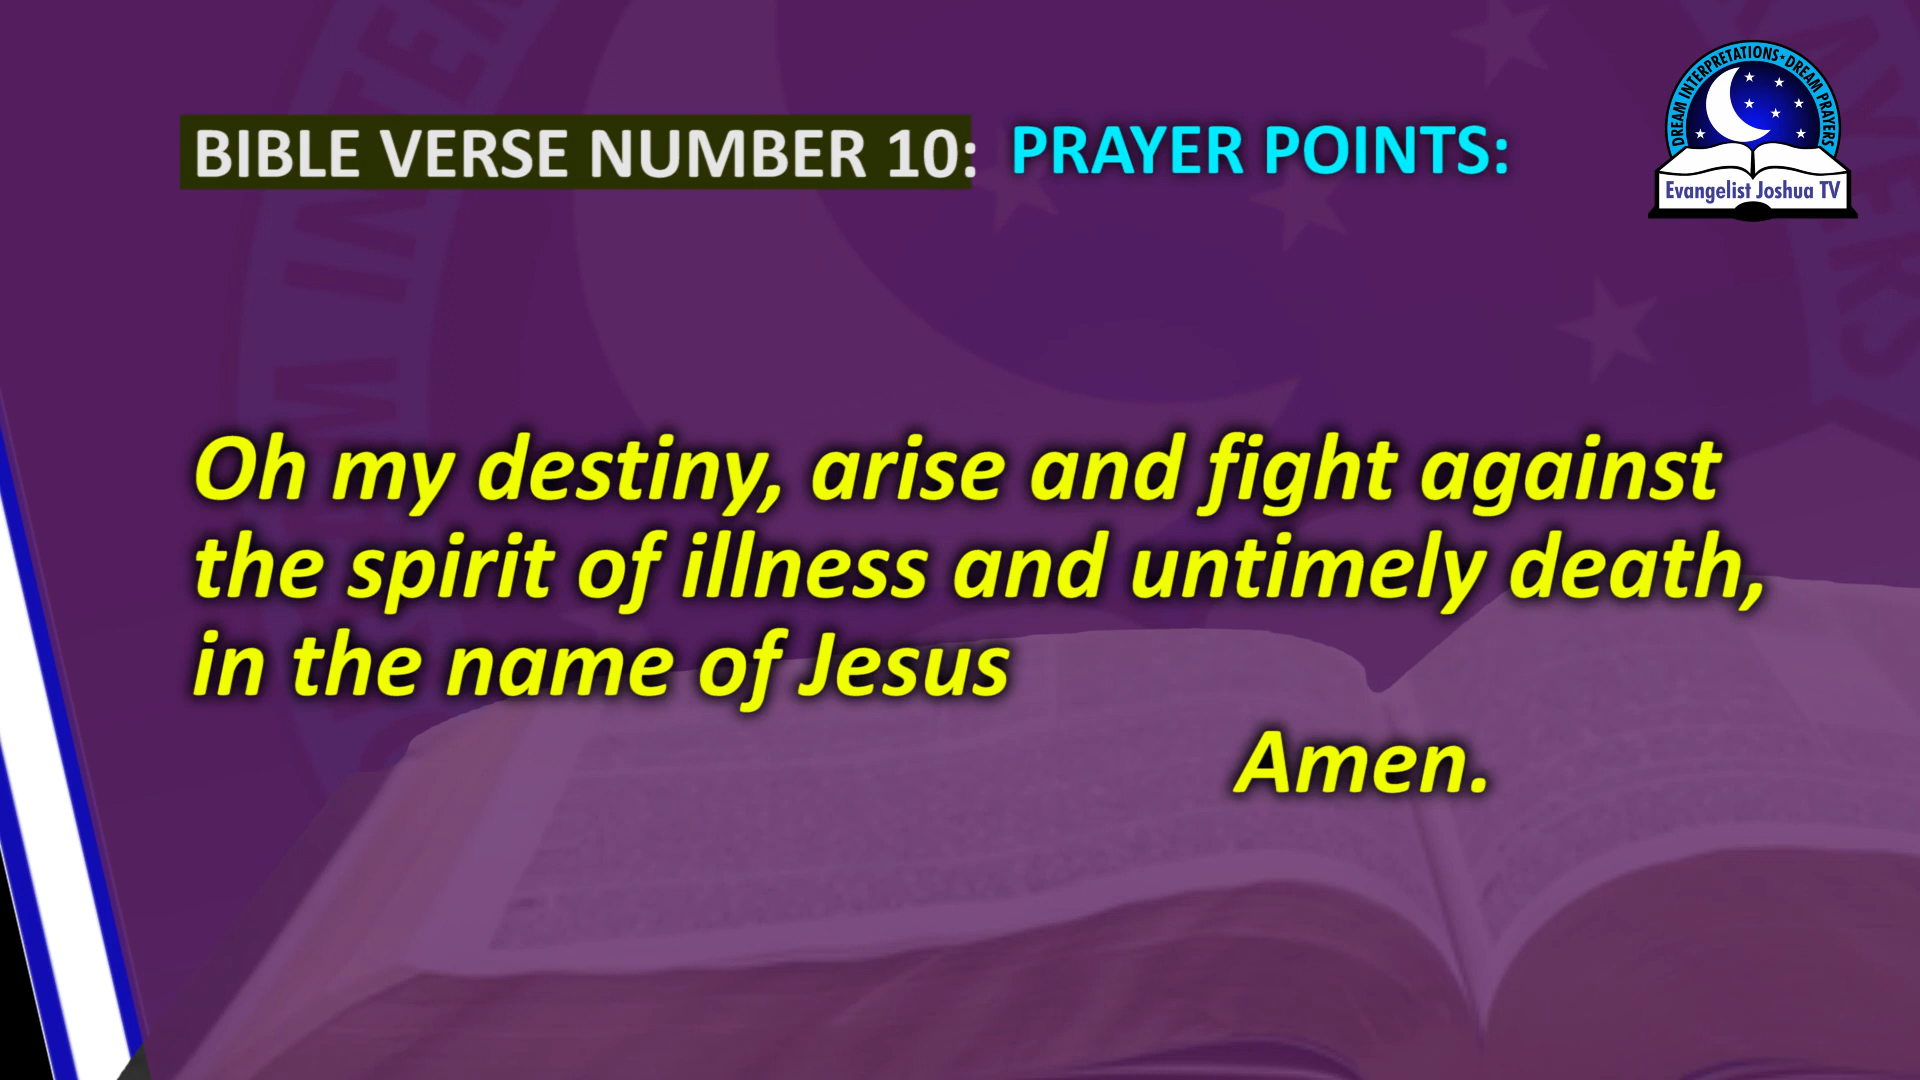 BIBLE VERSE NUMBER 10: PRAYER POINTS:
DREAM INTERPRETATIONS★DREAM PRAYERS
Evangelist Joshua TV
Oh my destiny, arise and fight against
the spirit of illness and untimely death,
in the name of Jesus
Amen.